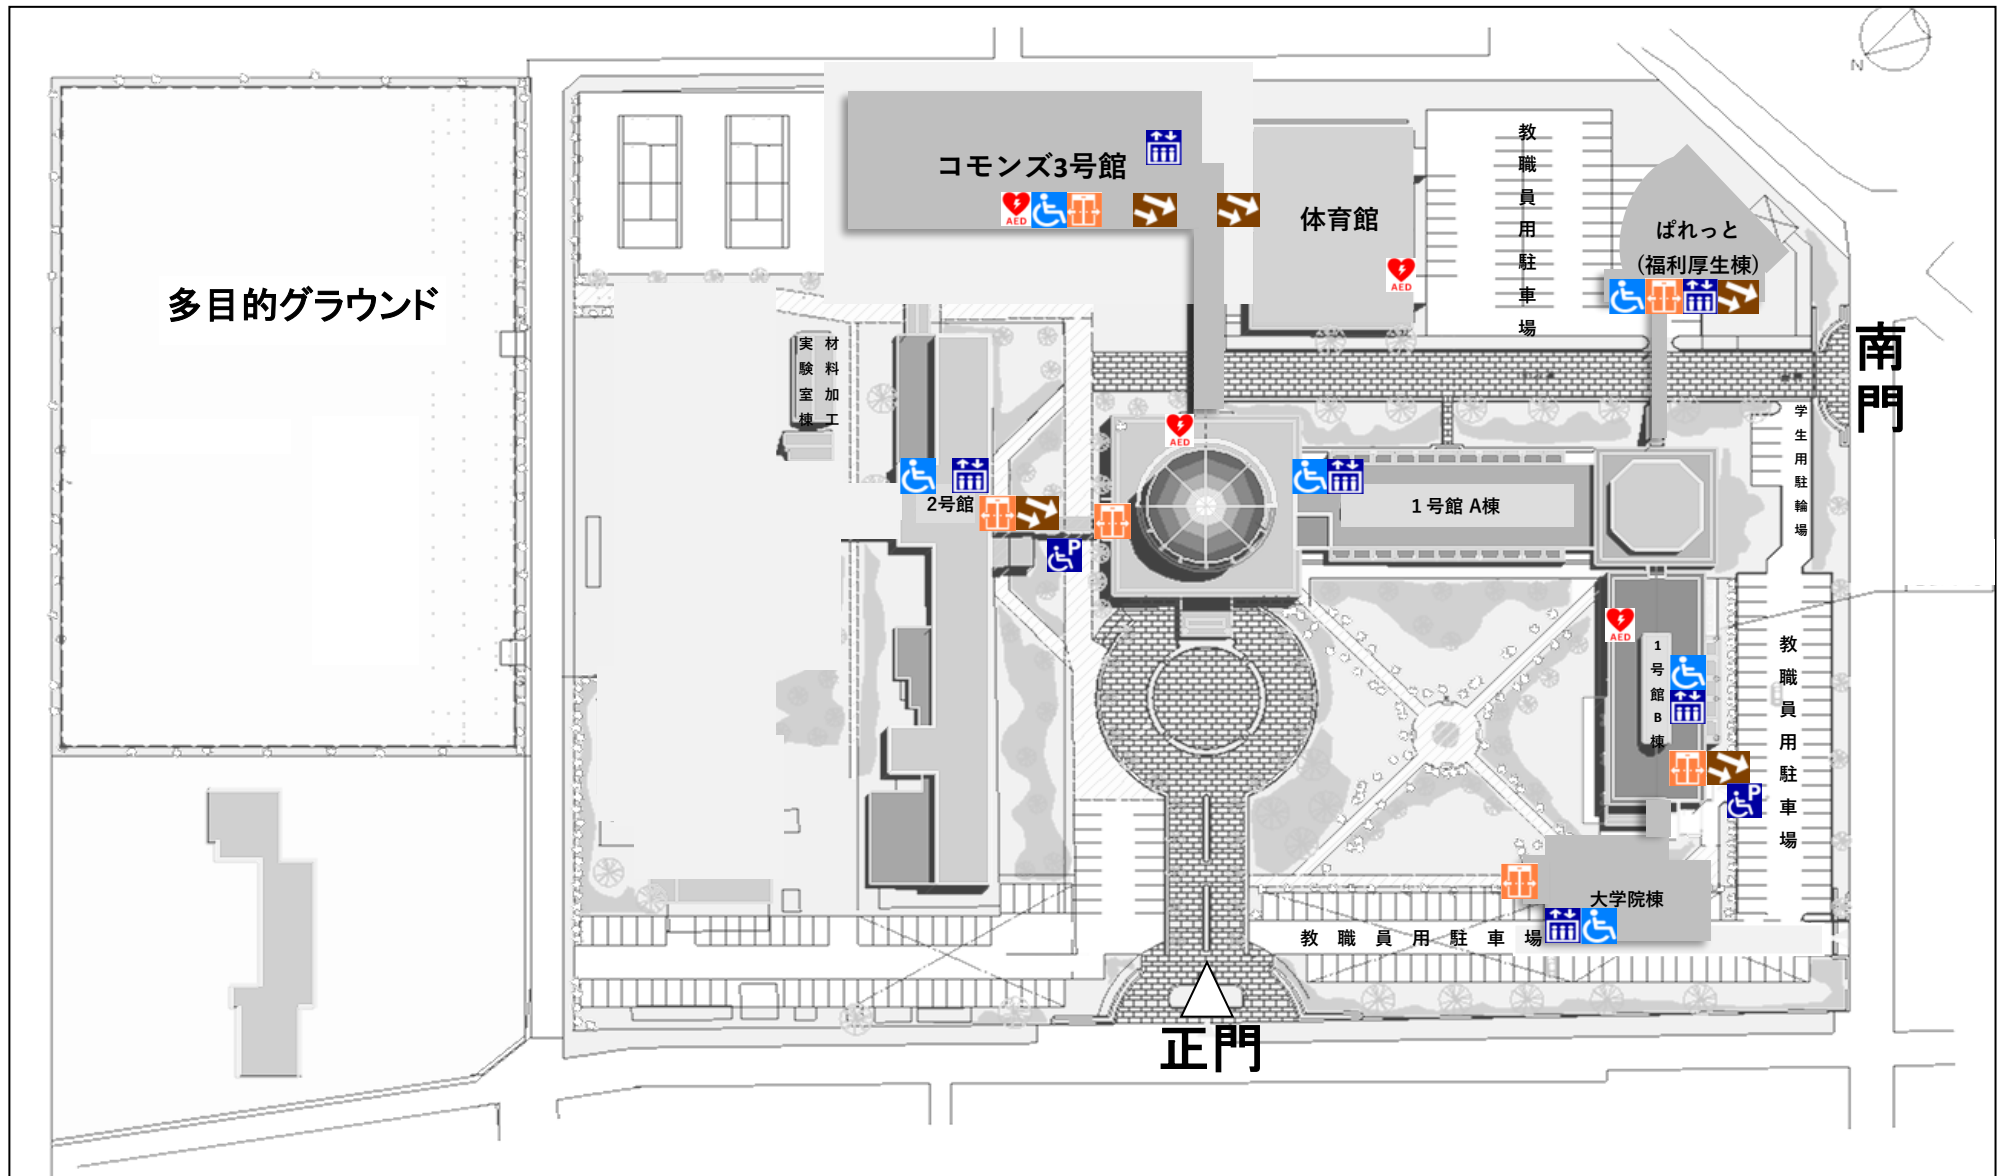 N
コモンズ3号館
AED
体育館
AED
教職員用駐車場
ぱれっと
(福利厚生棟)
多目的グラウンド
南門
材料加工
実験室棟
学生用駐輪場
AED
2号館
P
1号館 A棟
AED
1号館B棟
教職員用駐車場
P
大学院棟
教職員用駐車場
正門